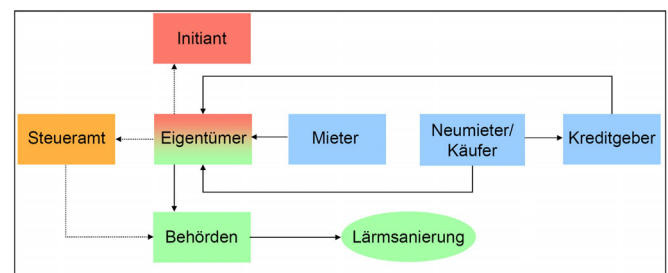 Initiant
Steueramt
Eigentümer
Mieter
Neumieter/
Käufer
Kreditgeber
Behörden
Lärmsanierung